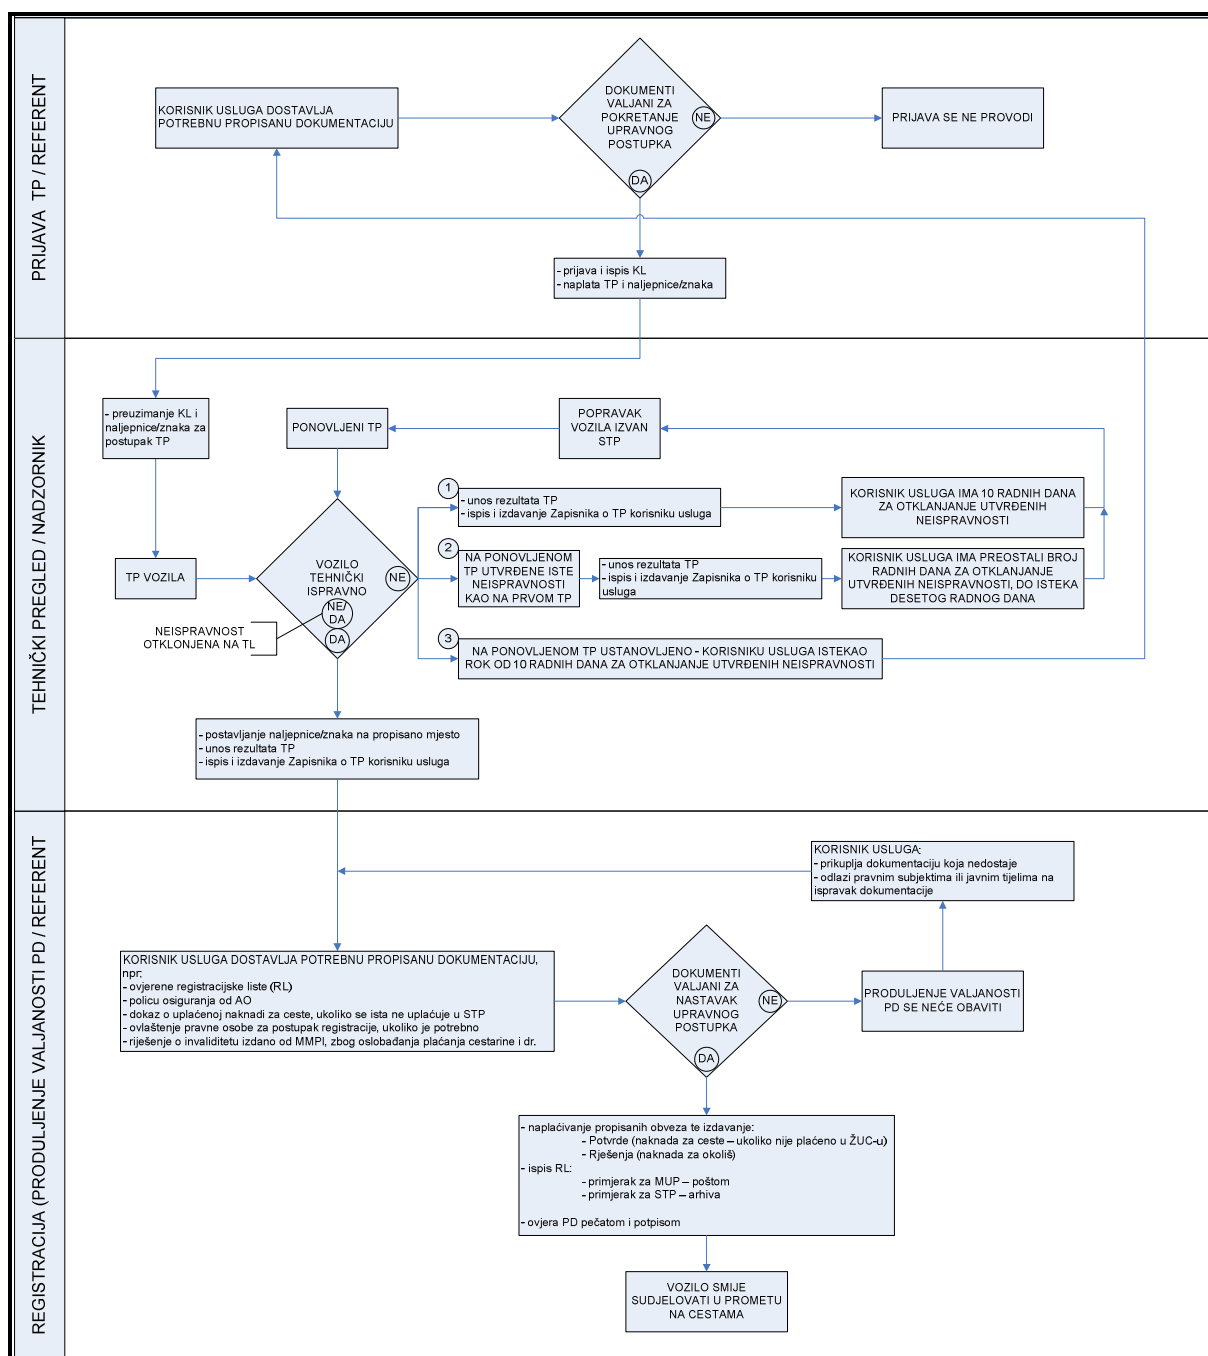 PRIJAVA TP / REFERENT
KORISNIK USLUGA DOSTAVLJA
POTREBNU PROPISANU DOKUMENTACIJU
DOKUMENTI
VALJANI ZA
POKRETANJE
UPRAVNOG
POSTUPKA
NE
DA
PRIJAVA SE NE PROVODI
- prijava i ispis KL
- naplata TP i naljepnice/znaka
TEHNIČKI PREGLED / NADZORNIK
- preuzimanje KL i
naljepnice/znaka za
postupak TP
PONOVLJENI TP
POPRAVAK
VOZILA IZVAN
STP
TP VOZILA
VOZILO
TEHNIČKI
ISPRAVNO
NE
NE/
DA
DA
NEISPRAVNOST
OTKLONJENA NA TL
1
- unos rezultata TP
- ispis i izdavanje Zapisnika o TP korisniku usluga
KORISNIK USLUGA IMA 10 RADNIH DANA
ZA OTKLANJANJE UTVRĐENIH
NEISPRAVNOSTI
2
NA PONOVLJENOM
TP UTVRĐENE ISTE
NEISPRAVNOSTI
KAO NA PRVOM TP
- unos rezultata TP
- ispis i izdavanje Zapisnika o TP korisniku
usluga
KORISNIK USLUGA IMA PREOSTALI BROJ
RADNIH DANA ZA OTKLANJANJE
UTVRĐENIH NEISPRAVNOSTI, DO ISTEKA
DESETOG RADNOG DANA
3
NA PONOVLJENOM TP USTANOVLJENO - KORISNIKU USLUGA ISTEKAO
ROK OD 10 RADNIH DANA ZA OTKLANJANJE UTVRĐENIH NEISPRAVNOSTI
- postavljanje naljepnice/znaka na propisano mjesto
- unos rezultata TP
- ispis i izdavanje Zapisnika o TP korisniku usluga
REGISTRACIJA (PRODULJENJE VALJANOSTI PD / REFERENT
KORISNIK USLUGA:
- prikuplja dokumentaciju koja nedostaje
- odlazi pravnim subjektima ili javnim tijelima na
ispravak dokumentacije
KORISNIK USLUGA DOSTAVLJA POTREBNU PROPISANU DOKUMENTACIJU,
npr:
- ovjerene registracijske liste (RL)
- policu osiguranja od AO
- dokaz o uplaćenoj naknadi za ceste, ukoliko se ista ne uplaćuje u STP
- ovlaštenje pravne osobe za postupak registracije, ukoliko je potrebno
- riješenje o invaliditetu izdano od MMPI, zbog oslobađanja plaćanja cestarine i dr.
DOKUMENTI
VALJANI ZA
NASTAVAK
UPRAVNOG
POSTUPKA
NE
DA
PRODULJENJE VALJANOSTI
PD SE NEĆE OBAVITI
- naplaćivanje propisanih obveza te izdavanje:
- Potvrde (naknada za ceste – ukoliko nije plaćeno u ŽUC-u)
- Rješenja (naknada za okoliš)
- ispis RL:
- primjerak za MUP – poštom
- primjerak za STP – arhiva
- ovjera PD pečatom i potpisom
VOZILO SMIJE
SUDJELOVATI U PROMETU
NA CESTAMA